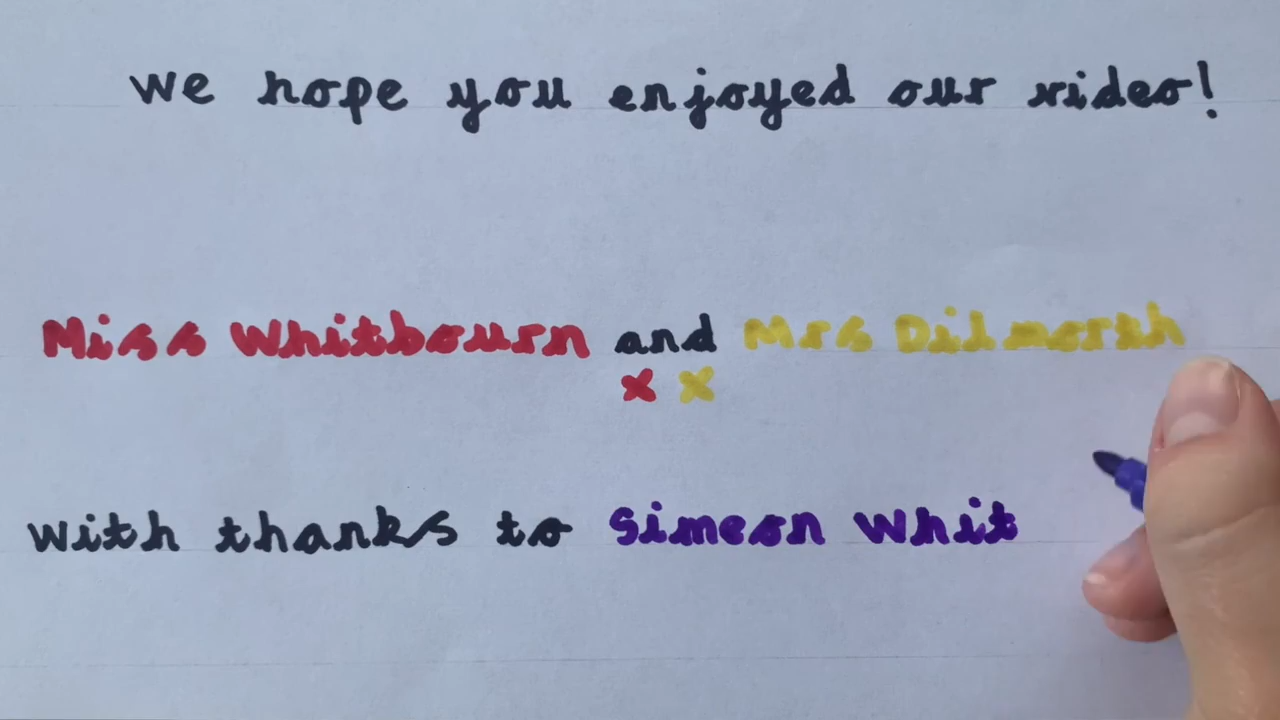 we hope you enjoyed our video!
Miss Whitbourn and Mrs Dilworth
x x
with thanks to Simeon Whit